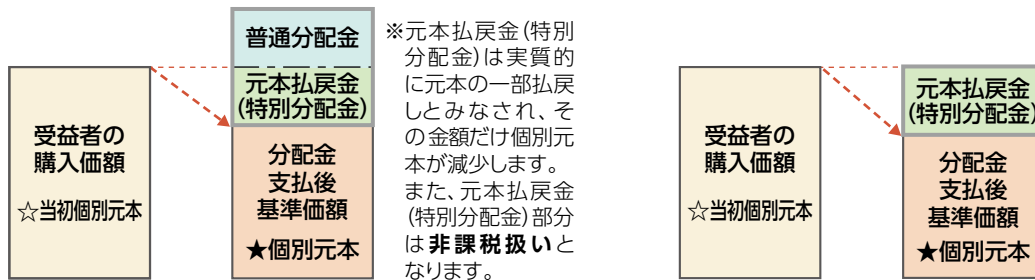 受益者の
購入価額
☆当初個別元本
普通分配金
元本払戻金
(特別分配金)
分配金
支払後
基準価額
★個別元本
※元本払戻金(特別
分配金)は実質的
に元本の一部払戻
しとみなされ、そ
の金額だけ個別元
本が減少します。
また、元本払戻金
(特別分配金)部分
は非課税扱いと
なります。
受益者の
購入価額
☆当初個別元本
元本払戻金
(特別分配金)
分配金
支払後
基準価額
★個別元本